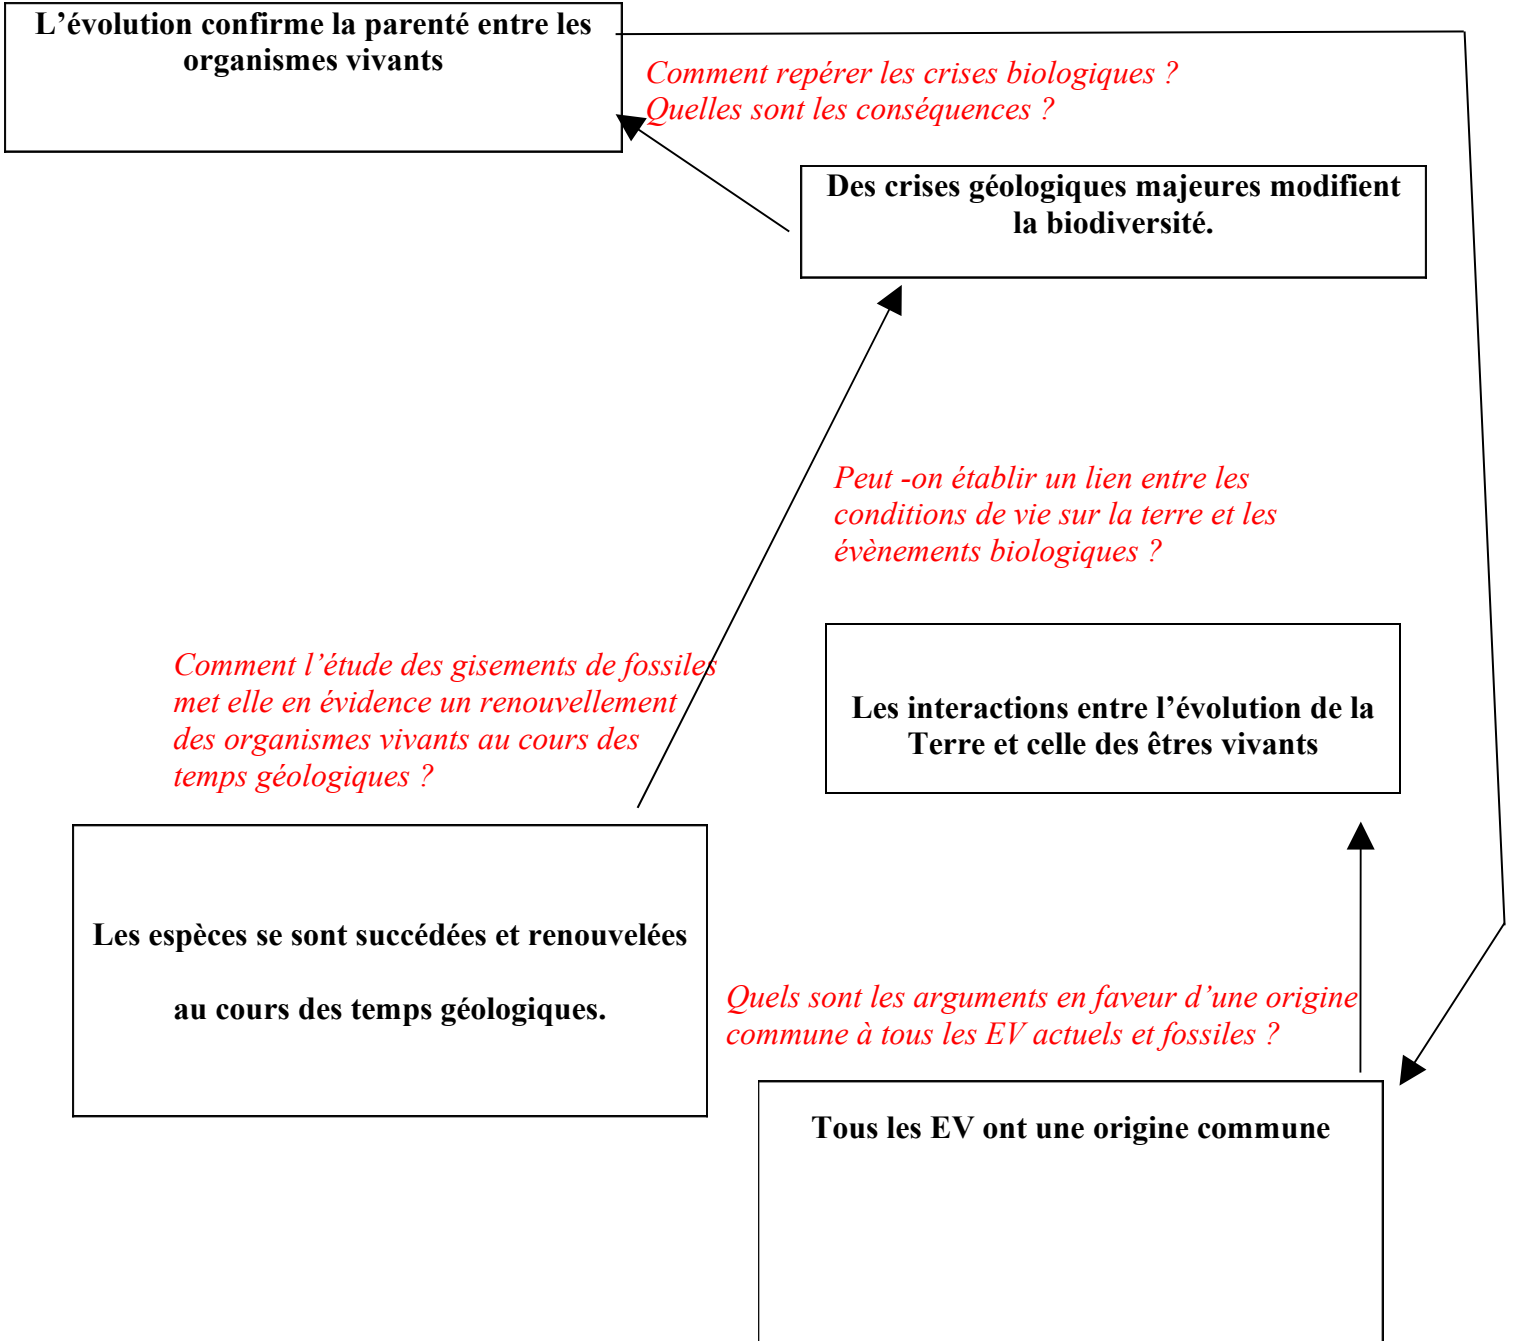 L’évolution confirme la parenté entre les
organismes vivants
Comment repérer les crises biologiques ?
Quelles sont les conséquences ?
Des crises géologiques majeures modifient
la biodiversité.
Peut -on établir un lien entre les
conditions de vie sur la terre et les
évènements biologiques ?
Comment l’étude des gisements de fossiles
met elle en évidence un renouvellement
des organismes vivants au cours des
temps géologiques ?
Les interactions entre l’évolution de la
Terre et celle des êtres vivants
Les espèces se sont succédées et renouvelées
au cours des temps géologiques.
Quels sont les arguments en faveur d’une origine
commune à tous les EV actuels et fossiles ?
Tous les EV ont une origine commune